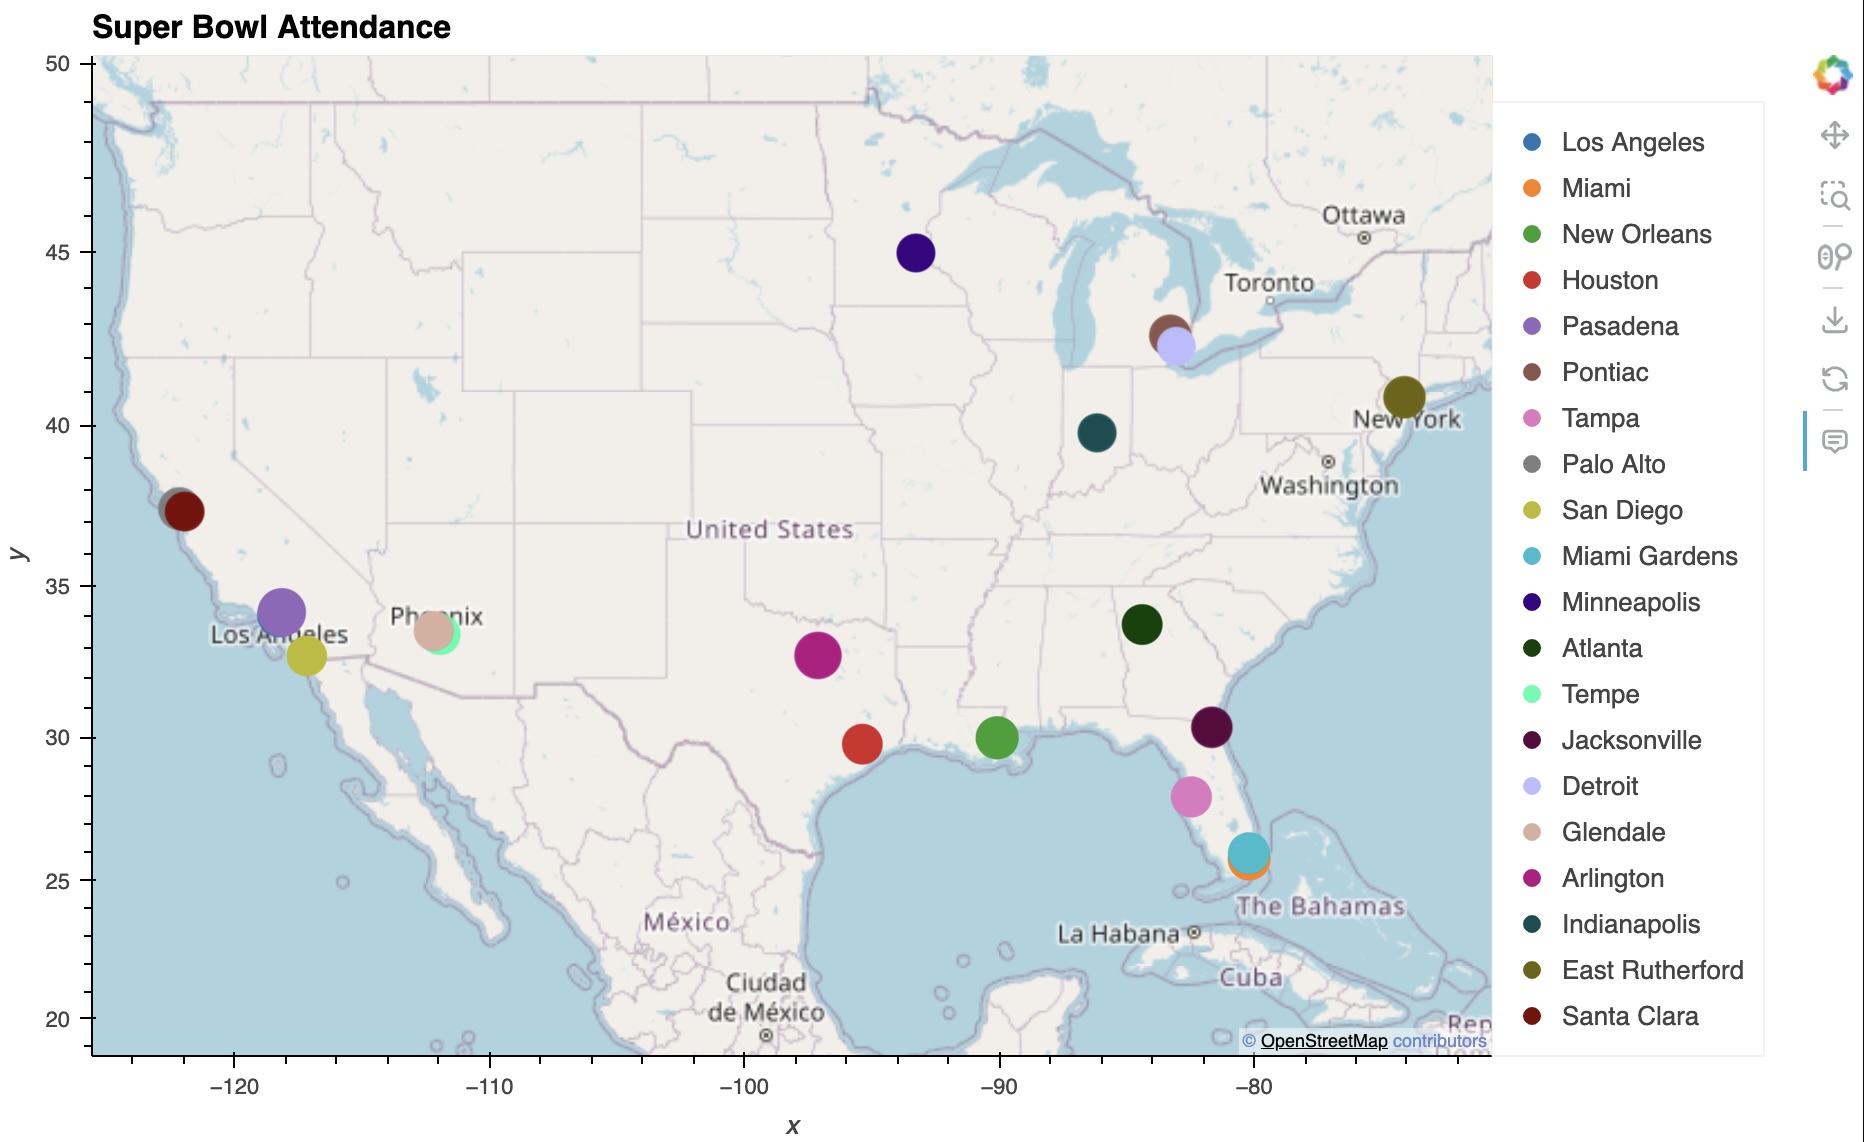 Super Bowl Attendance
50
45
40
35
30
25
20
y
−120
−110
−100
−90
−80
x
Ottawa
Toronto
New York
Washington
United States
Los Angeles
Phoenix
México
Ciudad
de México
La Habana
The Bahamas
Cuba
Rep
© OpenStreetMap contributors
Los Angeles
Miami
New Orleans
Houston
Pasadena
Pontiac
Tampa
Palo Alto
San Diego
Miami Gardens
Minneapolis
Atlanta
Tempe
Jacksonville
Detroit
Glendale
Arlington
Indianapolis
East Rutherford
Santa Clara